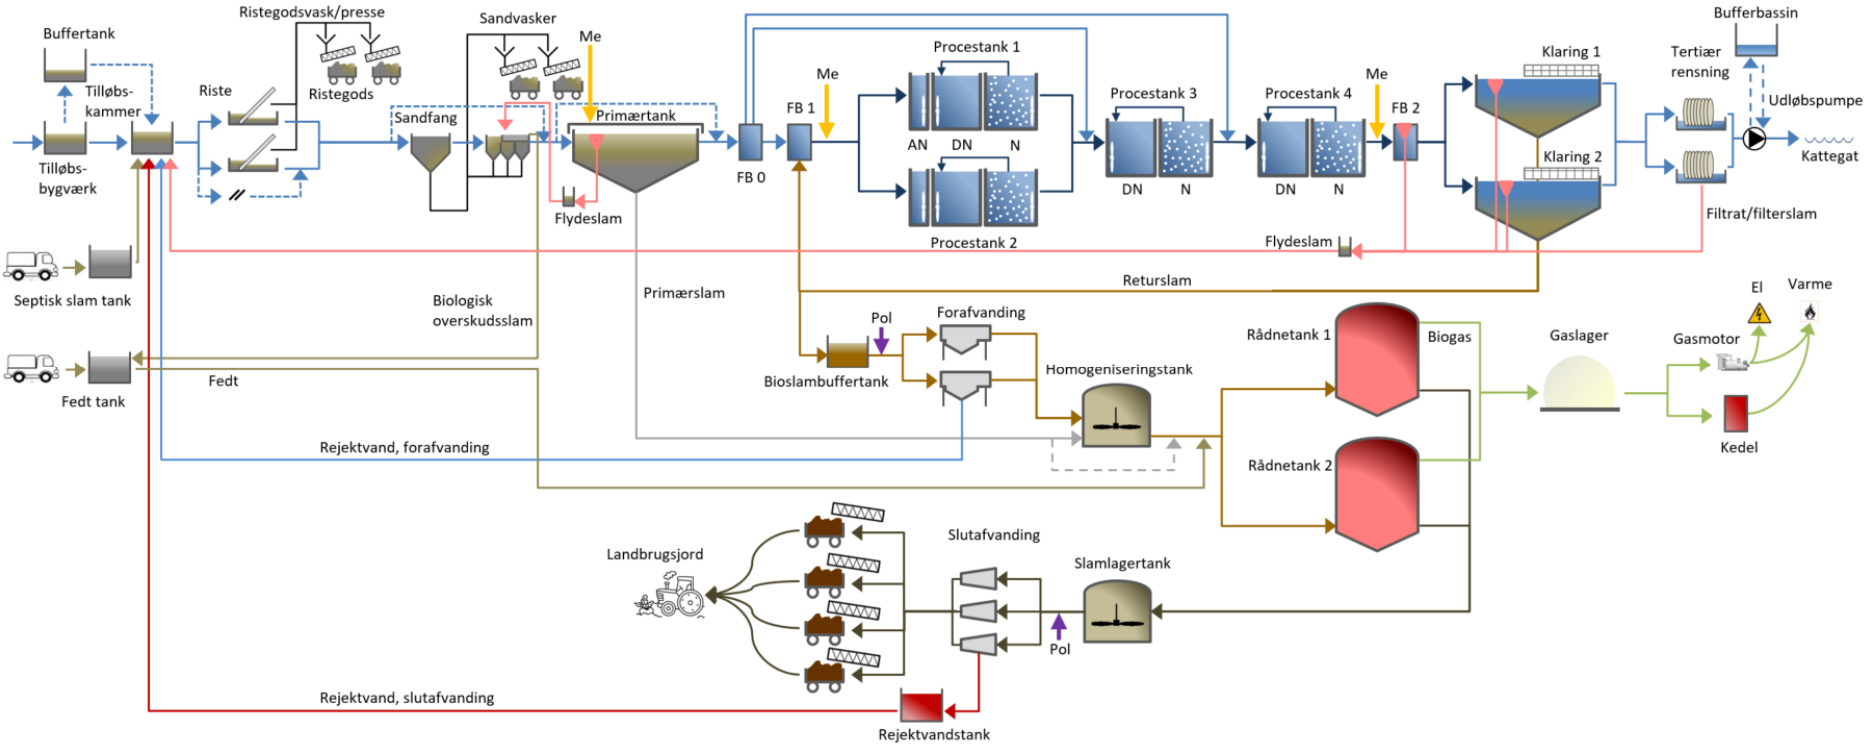 Ristegodsvask/presse
Sandvasker
Bufferbassin
Buffertank
Me
Procestank 1
Klaring 1
Tertiær
rensning
Tilløbs-
kammer
Riste
Ristegods
Me
Procestank 3
Procestank 4
Me
Sandfang
Primærtank
FB 1
FB 2
Udløbspumpe
AN
DN
N
Kattegat
Tilløbs-
bygværk
FB 0
Klaring 2
DN
N
DN
N
Flydeslam
Filtrat/filterslam
Procestank 2
Flydeslam
Septisk slam tank
Biologisk
overskudsslam
Primærslam
Returslam
El
Varme
Pol
Forafvanding
Rådnetank 1
Biogas
Gaslager
Gasmotor
Fedt
Bioslambuffertank
Homogeniseringstank
Fedt tank
Rejektvand, forafvanding
Kedel
Rådnetank 2
Landbrugsjord
Slutafvanding
Slamlagertank
Pol
Rejektvand, slutafvanding
Rejektvandstank